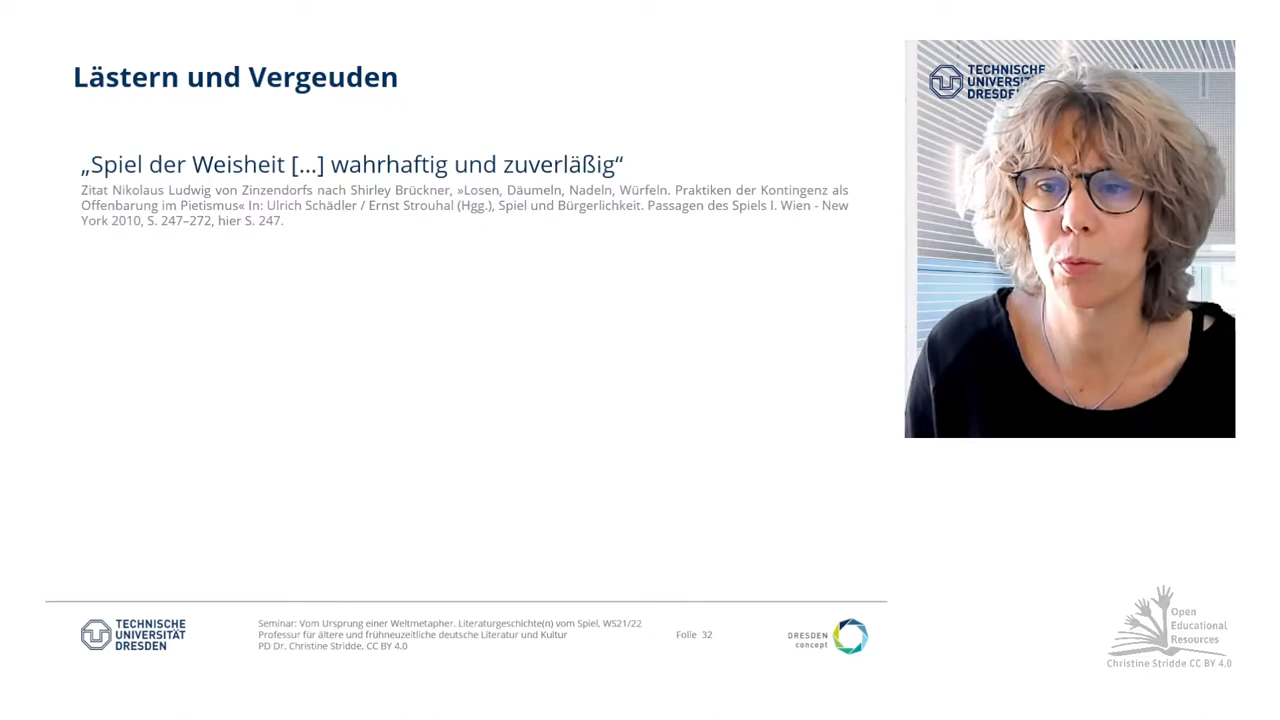 Lästern und Vergeuden
„Spiel der Weisheit [...] wahrhaftig und zuverläßig“
Zitat Nikolaus Ludwig von Zinzendorfs nach Shirley Brückner, »Losen, Däumeln, Nadeln, Würfeln. Praktiken der Kontingenz als
Offenbarung im Pietismus« In: Ulrich Schädler / Ernst Strouhal (Hgg.), Spiel und Bürgerlichkeit. Passagen des Spiels I. Wien - New
York 2010, S. 247–272, hier S. 247.
TECHNISCHE
UNIVERSITÄ
DRESDE
TECHNISCHE
UNIVERSITÄT
DRESDEN
Seminar: Vom Ursprung einer Weltmetapher. Literaturgeschichte(n) vom Spiel, WS21/22
Professur für ältere und frühneuzeitliche deutsche Literatur und Kultur
PD Dr. Christine Stridde, CC BY 4.0
Folie 32
DRESDEN
concept
Open
Educational
Resources
Christine Stridde CC BY 4.0